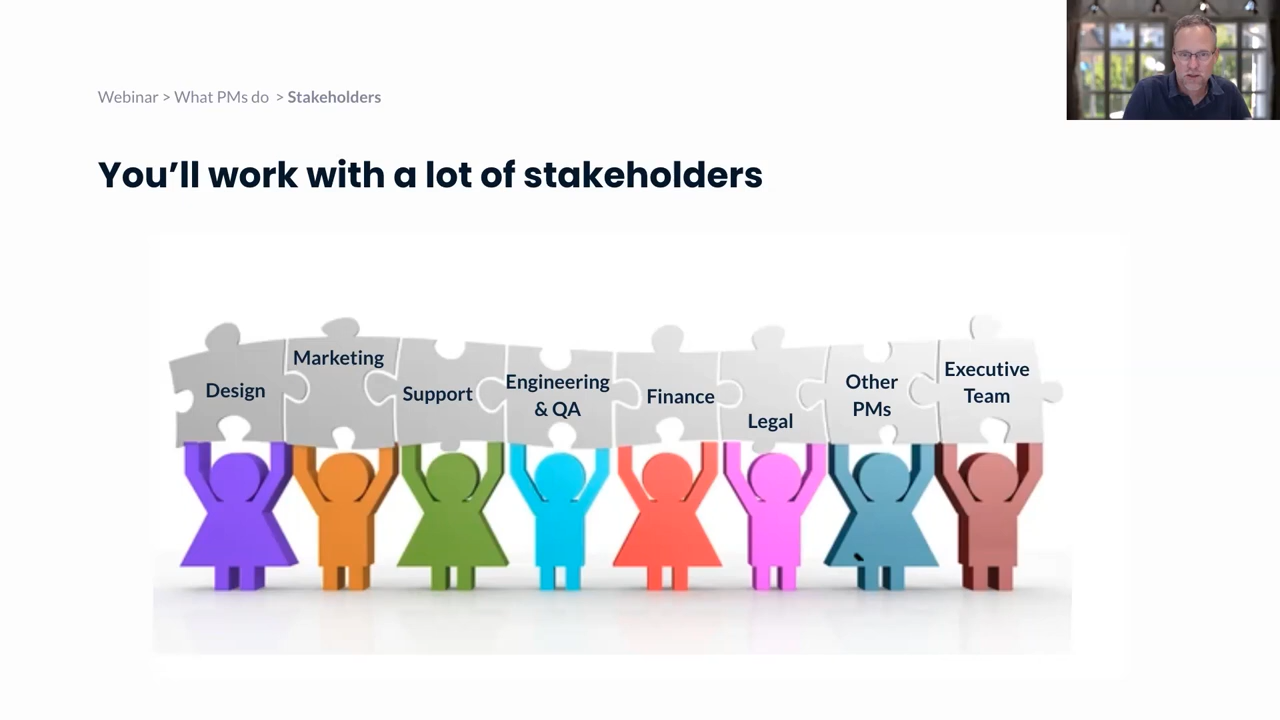 Webinar > What PMs do > Stakeholders
You’ll work with a lot of stakeholders
Design
Marketing
Support
Engineering
& QA
Finance
Legal
Other
PMs
Executive
Team